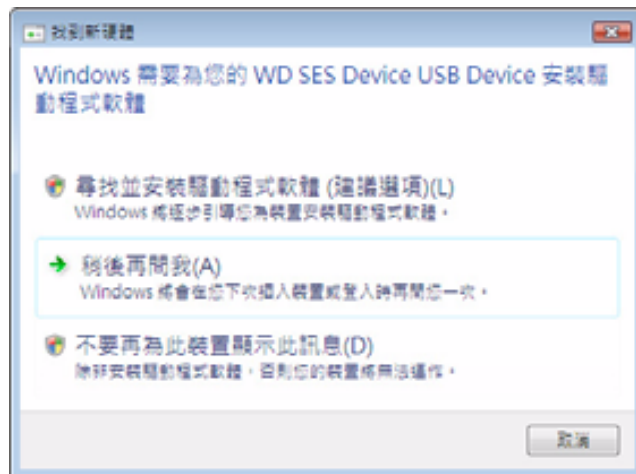 找到新硬體
Windows 需要為您的 WD SES Device USB Device 安裝驅
動程式軟體
尋找並安裝驅動程式軟體 (建議選項)(L)
Windows 將逐步引導您為裝置安裝驅動程式軟體。
稍後再問我(A)
Windows 將會在您下次插入裝置或登入時再問您一次。
不要再為此裝置顯示此訊息(D)
除非安裝驅動程式軟體，否則您的裝置將無法運作。
取消